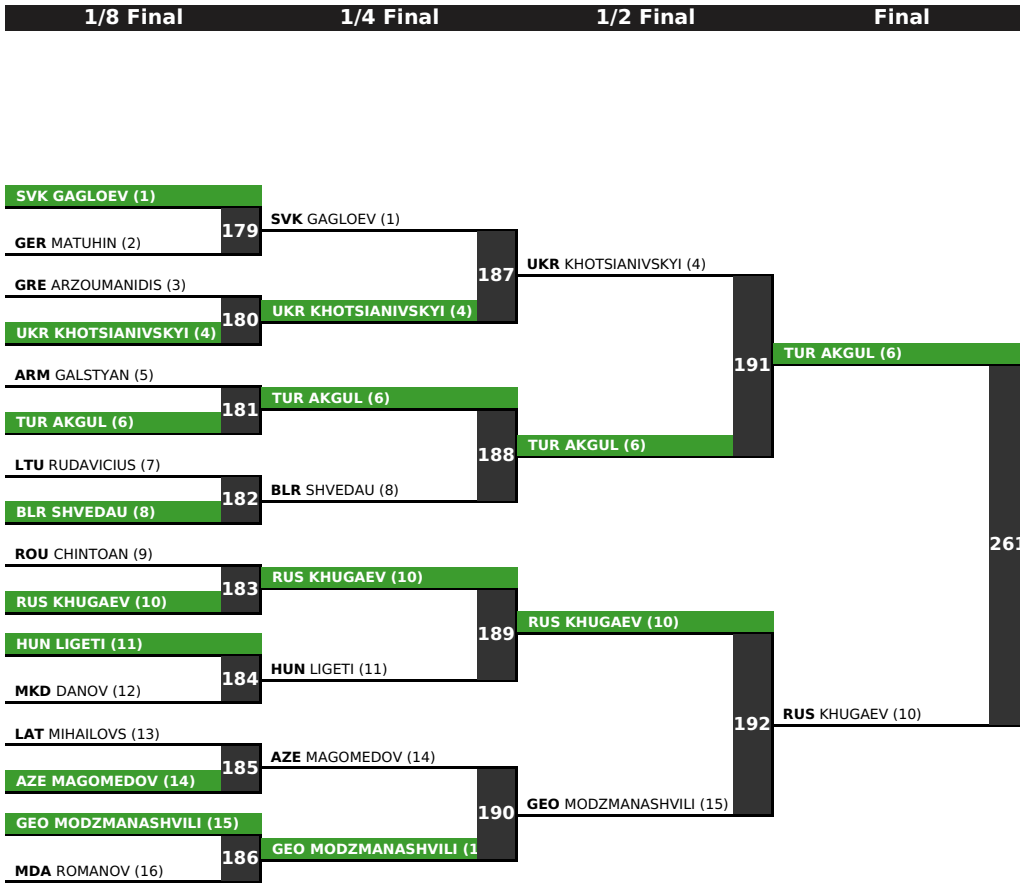 1/8 Final 1/4 Final 1/2 Final Final
SVK GAGLOEV (1)
179
GER MATUHIN (2)
GRE ARZOUMANIDIS (3)
180
UKR KHOTSIANIVSKYI (4)
ARM GALSTYAN (5)
181
TUR AKGUL (6)
LTU RUDAVICIUS (7)
182
BLR SHVEDAU (8)
ROU CHINTOAN (9)
183
RUS KHUGAEV (10)
HUN LIGETI (11)
184
MKD DANOV (12)
LAT MIHAILOVS (13)
185
AZE MAGOMEDOV (14)
GEO MODZMANASHVILI (15)
186
MDA ROMANOV (16)
SVK GAGLOEV (1)
187
UKR KHOTSIANIVSKYI (4)
TUR AKGUL (6)
188
BLR SHVEDAU (8)
RUS KHUGAEV (10)
189
HUN LIGETI (11)
AZE MAGOMEDOV (14)
190
GEO MODZMANASHVILI (1
UKR KHOTSIANIVSKYI (4)
191
TUR AKGUL (6)
RUS KHUGAEV (10)
192
GEO MODZMANASHVILI (15)
TUR AKGUL (6)
261
RUS KHUGAEV (10)